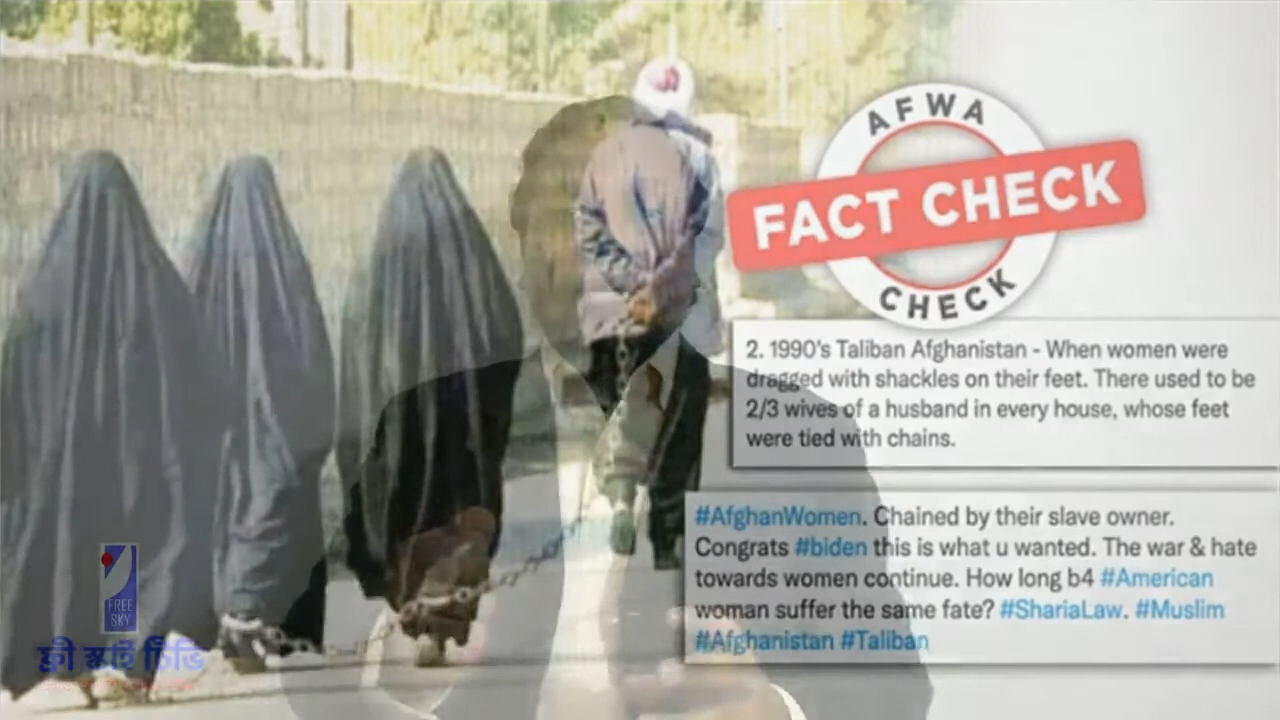 AFWA
FACT CHECK
CHECK
2. 1990's Taliban Afghanistan - When women were
dragged with shackles on their feet. There used to be
2/3 wives of a husband in every house, whose feet
were tied with chains.
#AfghanWomen. Chained by their slave owner.
Congrats #biden this is what u wanted. The war & hate
towards women continue. How long b4 #American
woman suffer the same fate? #ShariaLaw. #Muslim
#Afghanistan #Taliban
FREE
SKY
ফ্রী স্কাই টিভি